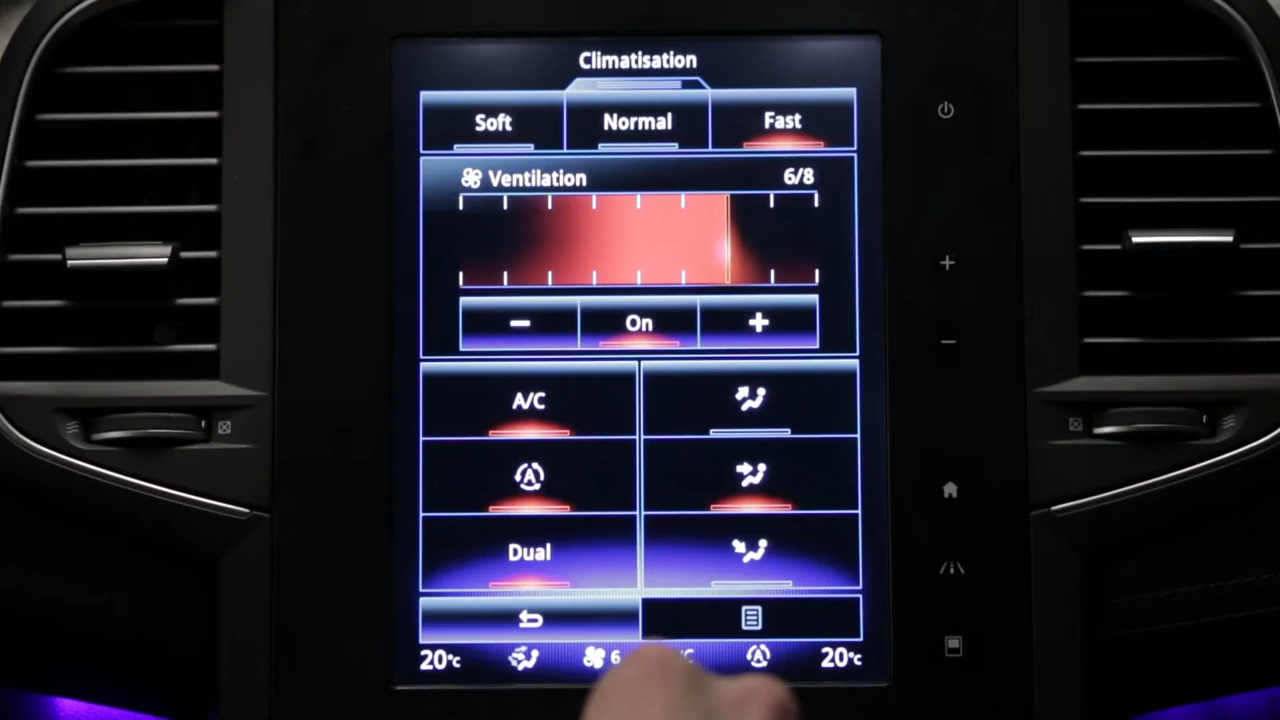 Climatisation
Soft Normal Fast
Ventilation 6/8
− On +
A/C
A
Dual
20°c 6 C A 20°c
+
−